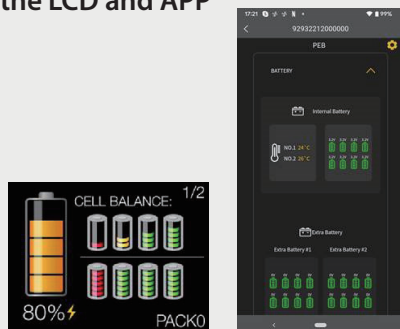 the LCD and APP
17:21
99%
92932212000000
PEB
BATTERY
Internal Battery
NO.1 24°C
NO.2 26°C
Extra Battery
Extra Battery #1 Extra Battery #2
CELL BALANCE: 1/2
80%
PACK0